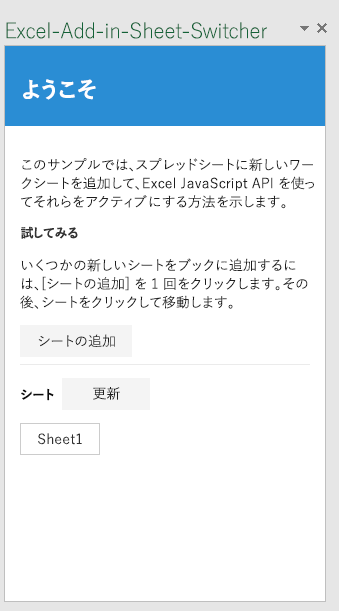 Excel-Add-in-Sheet-Switcher
ようこそ
このサンプルでは、スプレッドシートに新しいワー
クシートを追加して、Excel JavaScript API を使っ
てそれらをアクティブにする方法を示します。
試してみる
いくつかの新しいシートをブックに追加するに
は、[シートの追加] を 1 回をクリックします。その
後、シートをクリックして移動します。
シートの追加
シート 更新
Sheet1